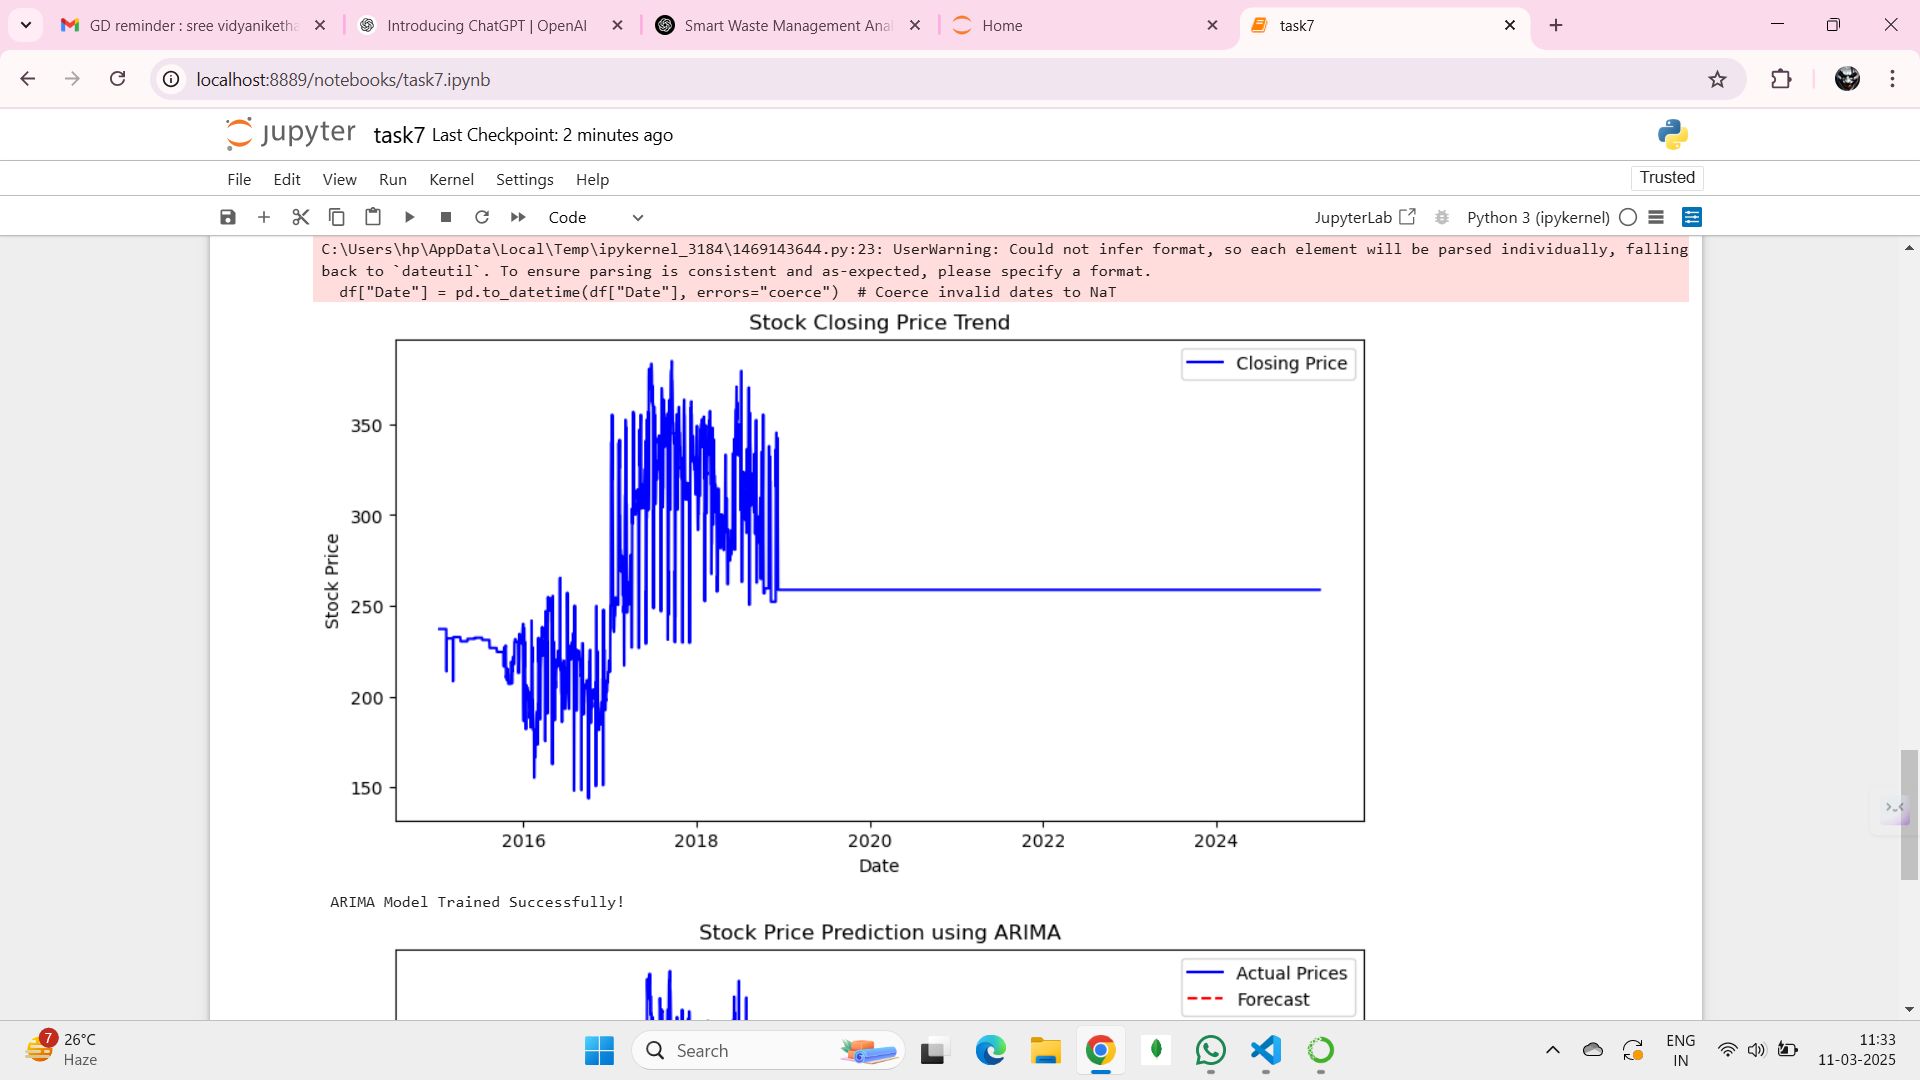 GD reminder : sree vidyaniketha
Introducing ChatGPT | OpenAI
Smart Waste Management Anal
Home
task7
localhost:8889/notebooks/task7.ipynb
jupyter task7 Last Checkpoint: 2 minutes ago
File Edit View Run Kernel Settings Help
Trusted
Code
JupyterLab
Python 3 (ipykernel)
C:\Users\hp\AppData\Local\Temp\ipykernel_3184\1469143644.py:23: UserWarning: Could not infer format, so each element will be parsed individually, falling
back to `dateutil`. To ensure parsing is consistent and as-expected, please specify a format.
df["Date"] = pd.to_datetime(df["Date"], errors="coerce")  # Coerce invalid dates to NaT
Stock Closing Price Trend
Closing Price
350
300
250
200
150
Stock Price
2016 2018 2020 2022 2024
Date
ARIMA Model Trained Successfully!
Stock Price Prediction using ARIMA
Actual Prices
Forecast
7
26°C
Haze
Search
ENG
IN
11:33
11-03-2025